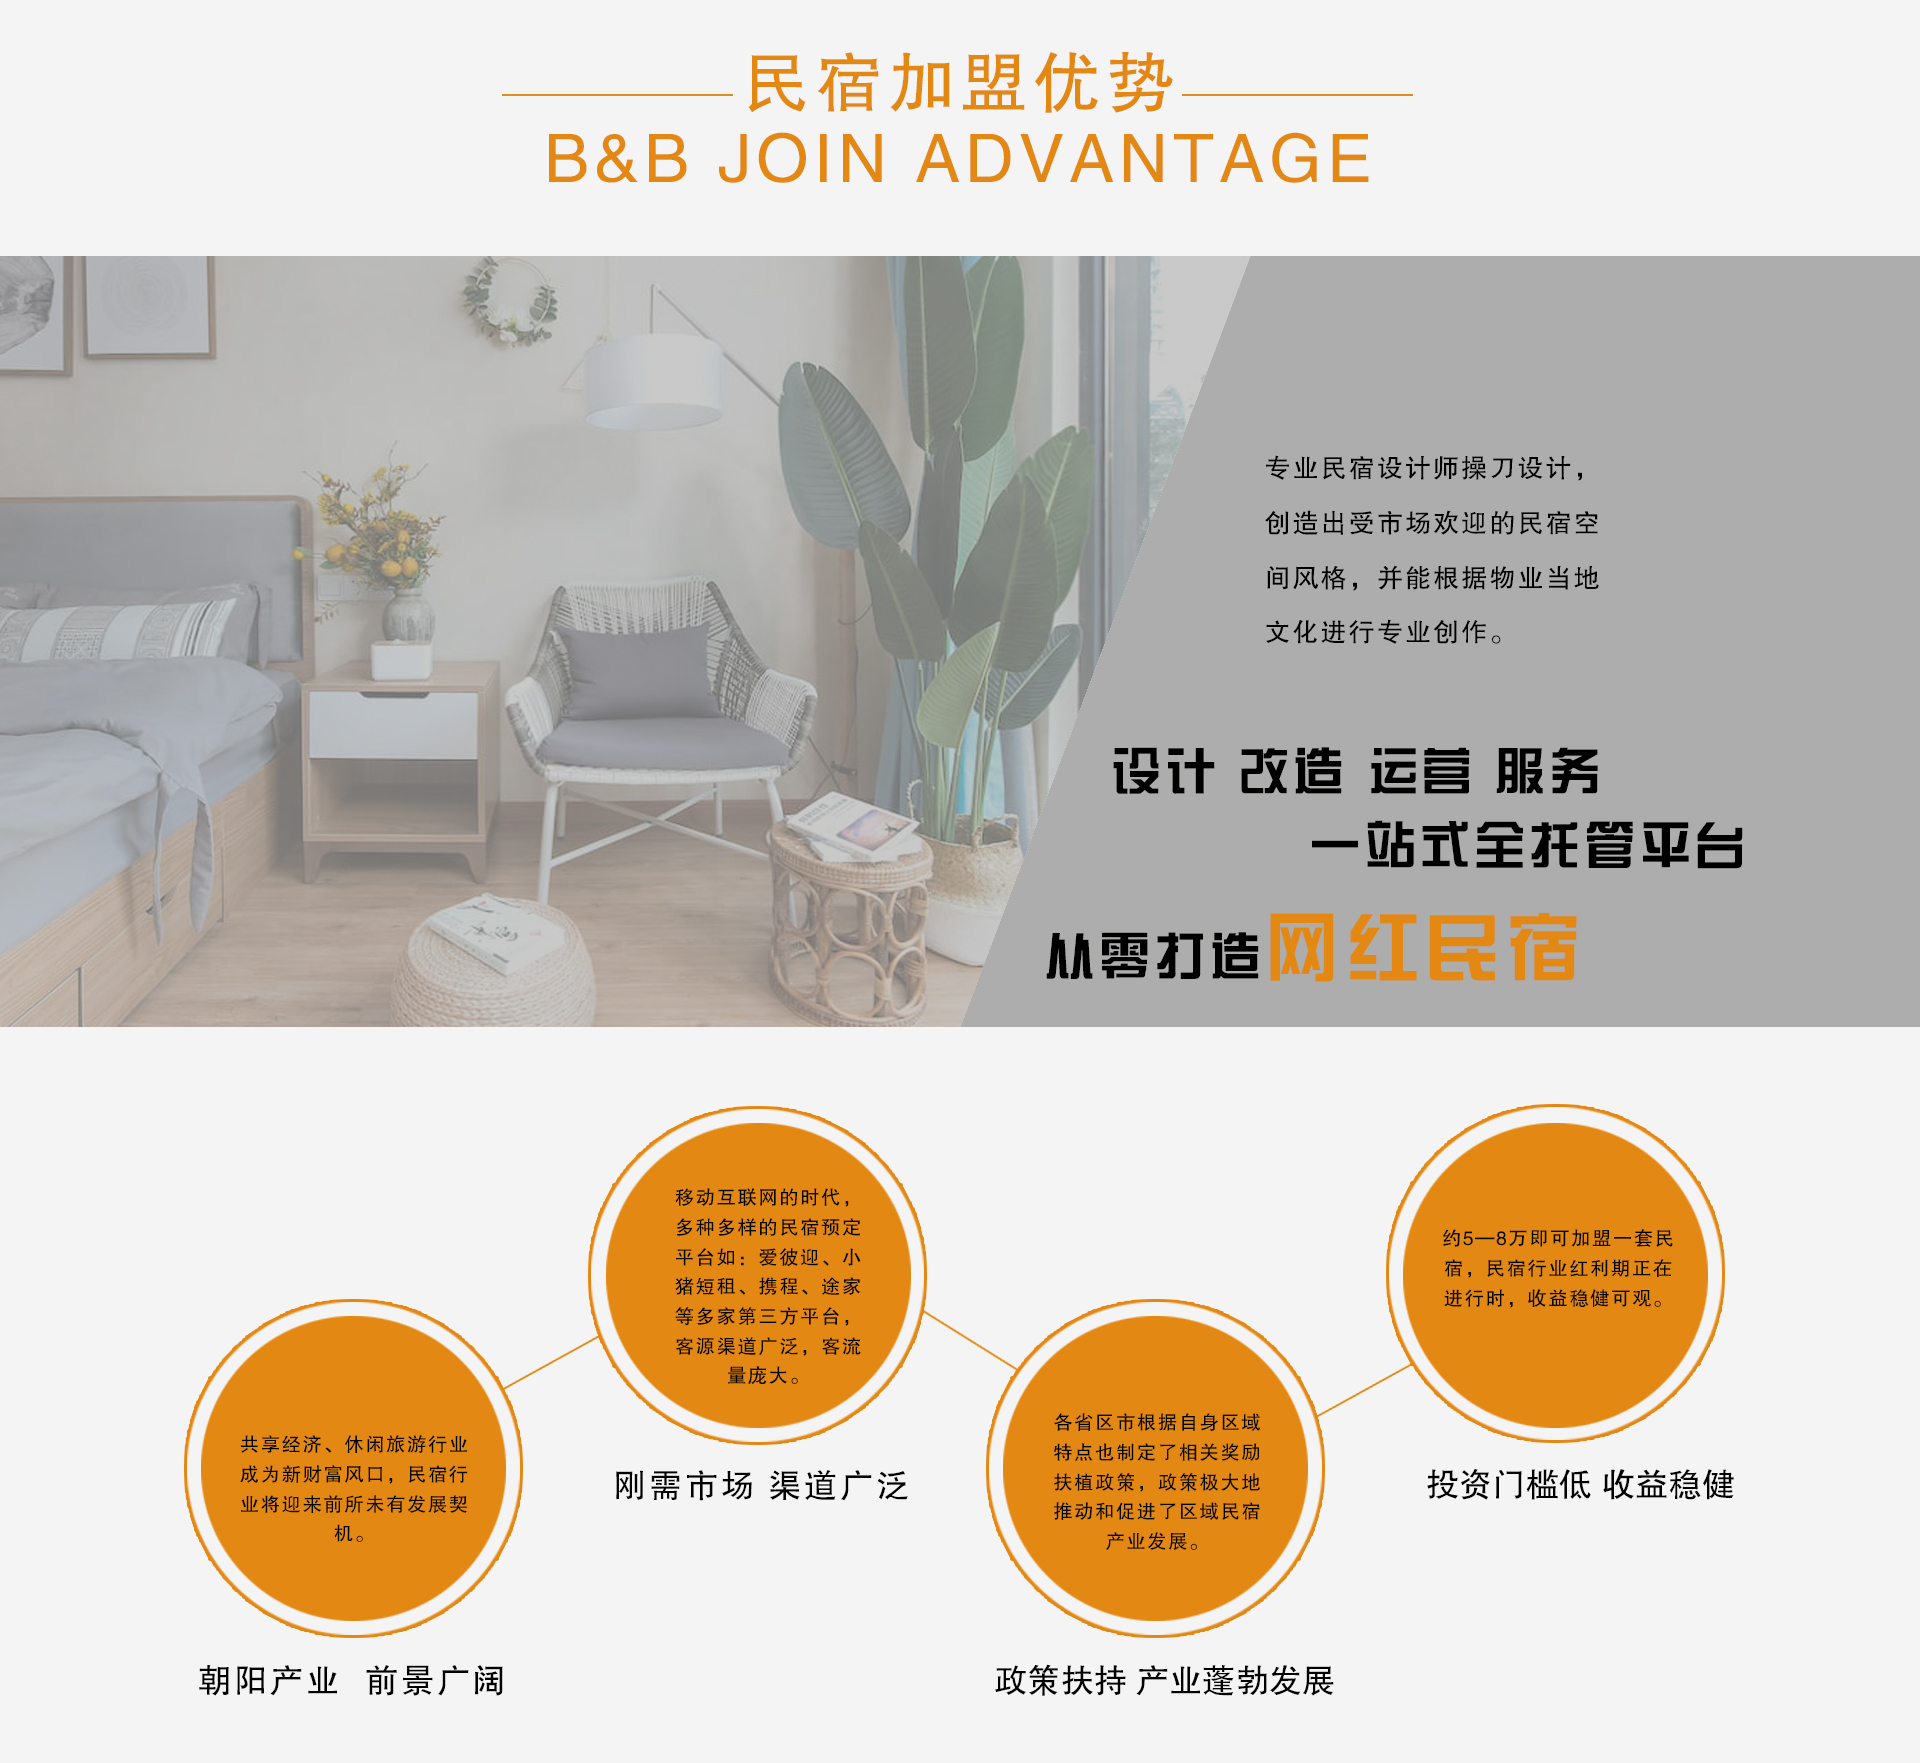 民宿加盟优势
B&B JOIN ADVANTAGE
专业民宿设计师操刀设计，
创造出受市场欢迎的民宿空
间风格，并能根据物业当地
文化进行专业创作。
设计 改造 运营 服务
一站式全托管平台
从零打造网红民宿
共享经济、休闲旅游行业
成为新财富风口，民宿行
业将迎来前所未有发展契
机。
朝阳产业 前景广阔
移动互联网的时代，
多种多样的民宿预定
平台如：爱彼迎、小
猪短租、携程、途家
等多家第三方平台，
客源渠道广泛，客流
量庞大。
刚需市场 渠道广泛
各省区市根据自身区域
特点也制定了相关奖励
扶植政策，政策极大地
推动和促进了区域民宿
产业发展。
政策扶持 产业蓬勃发展
约5—8万即可加盟一套民
宿，民宿行业红利期正在
进行时，收益稳健可观。
投资门槛低 收益稳健